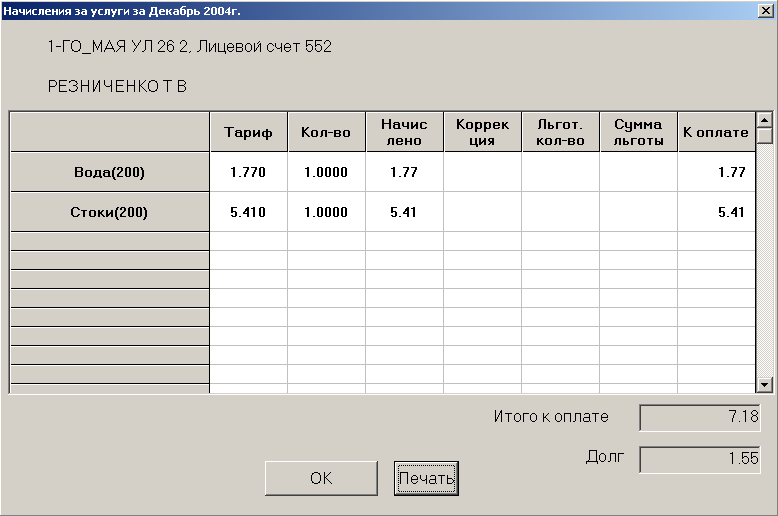 Начисления за услуги за Декабрь 2004г.
1-ГО_МАЯ УЛ 26 2, Лицевой счет 552
РЕЗНИЧЕНКО Т В
Тариф Кол-во Начис лено Коррек ция Льгот. кол-во Сумма льготы К оплате
Вода(200) 1.770 1.0000 1.77 1.77
Стоки(200) 5.410 1.0000 5.41 5.41
Итого к оплате 7.18
Долг 1.55
OK Печать